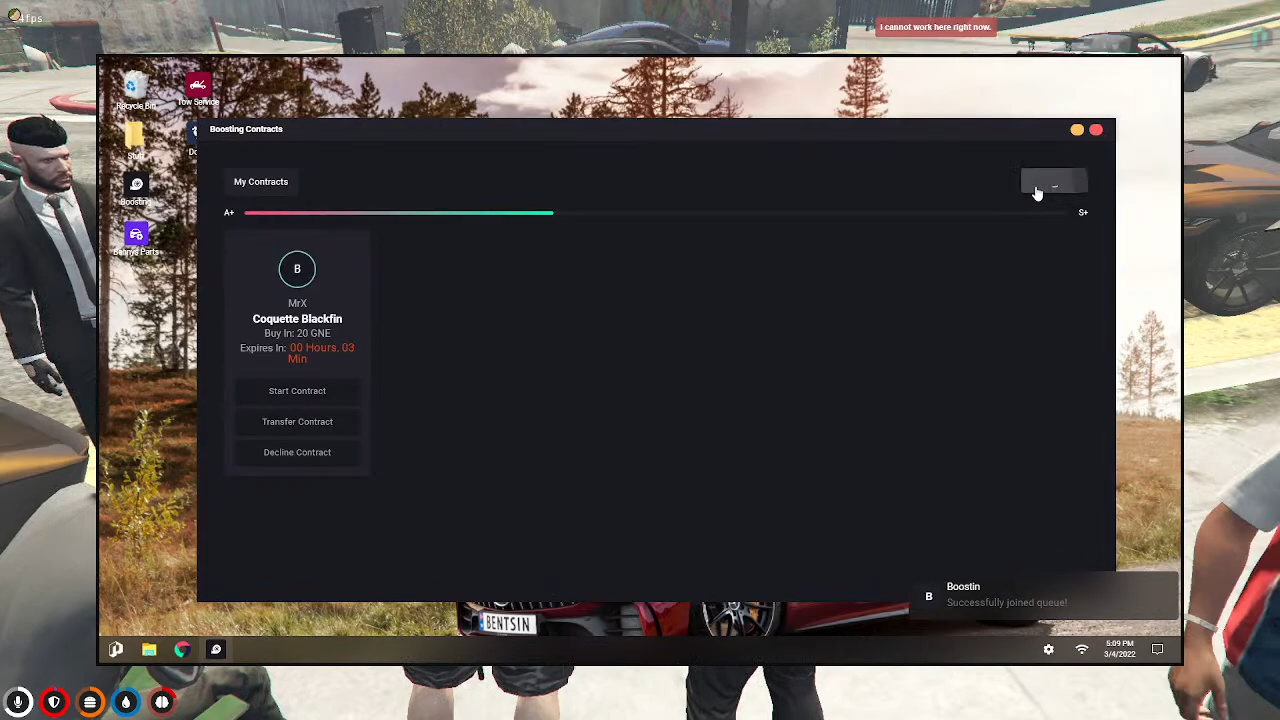 4fps
I cannot work here right now.
Recycle Bin
Tow Service
Boosting
Bennys Parts
Boosting Contracts
My Contracts
A+
S+
B
MrX
Coquette Blackfin
Buy In: 20 GNE
Expires In: 00 Hours, 03
Min
Start Contract
Transfer Contract
Decline Contract
B
Boostin
Successfully joined queue!
BENTSIN
5:09 PM
3/4/2022